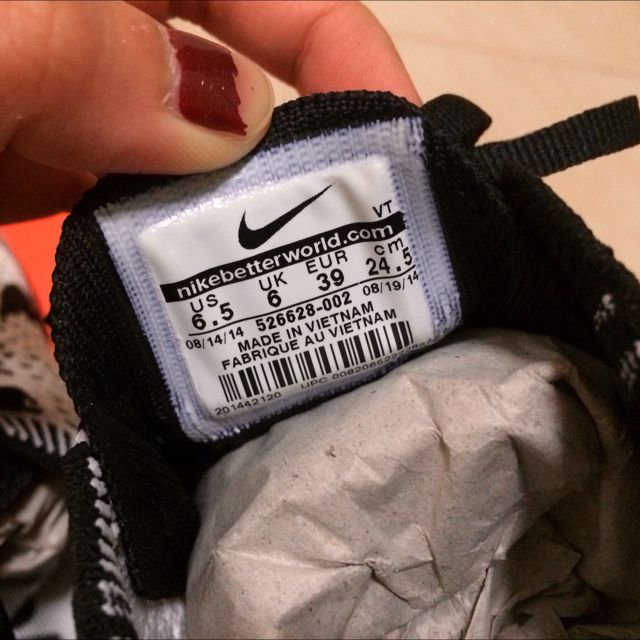 VT
nikebetterworld.com
US UK EUR cm
6.5 6 39 24.5
08/14/14 526628-002 08/19/14
MADE IN VIETNAM
FABRIQUE AU VIETNAM
201442120 UPC